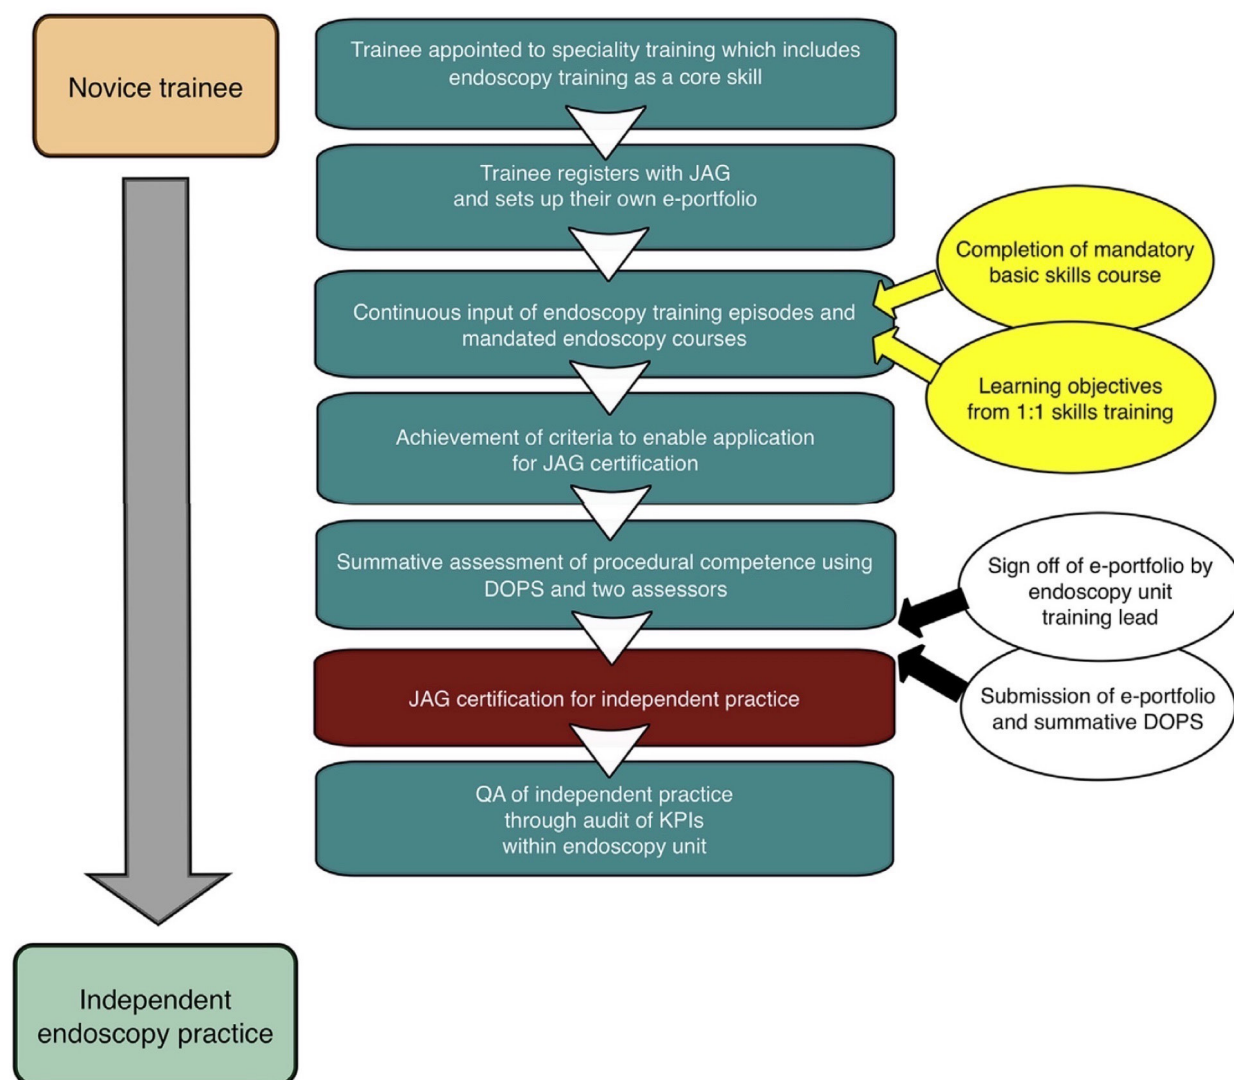 Novice trainee
Trainee appointed to speciality training which includes
endoscopy training as a core skill
Trainee registers with JAG
and sets up their own e-portfolio
Completion of mandatory
basic skills course
Continuous input of endoscopy training episodes and
mandated endoscopy courses
Learning objectives
from 1:1 skills training
Achievement of criteria to enable application
for JAG certification
Summative assessment of procedural competence using
DOPS and two assessors
Sign off of e-portfolio by
endoscopy unit
training lead
JAG certification for independent practice
Submission of e-portfolio
and summative DOPS
QA of independent practice
through audit of KPIs
within endoscopy unit
Independent
endoscopy practice